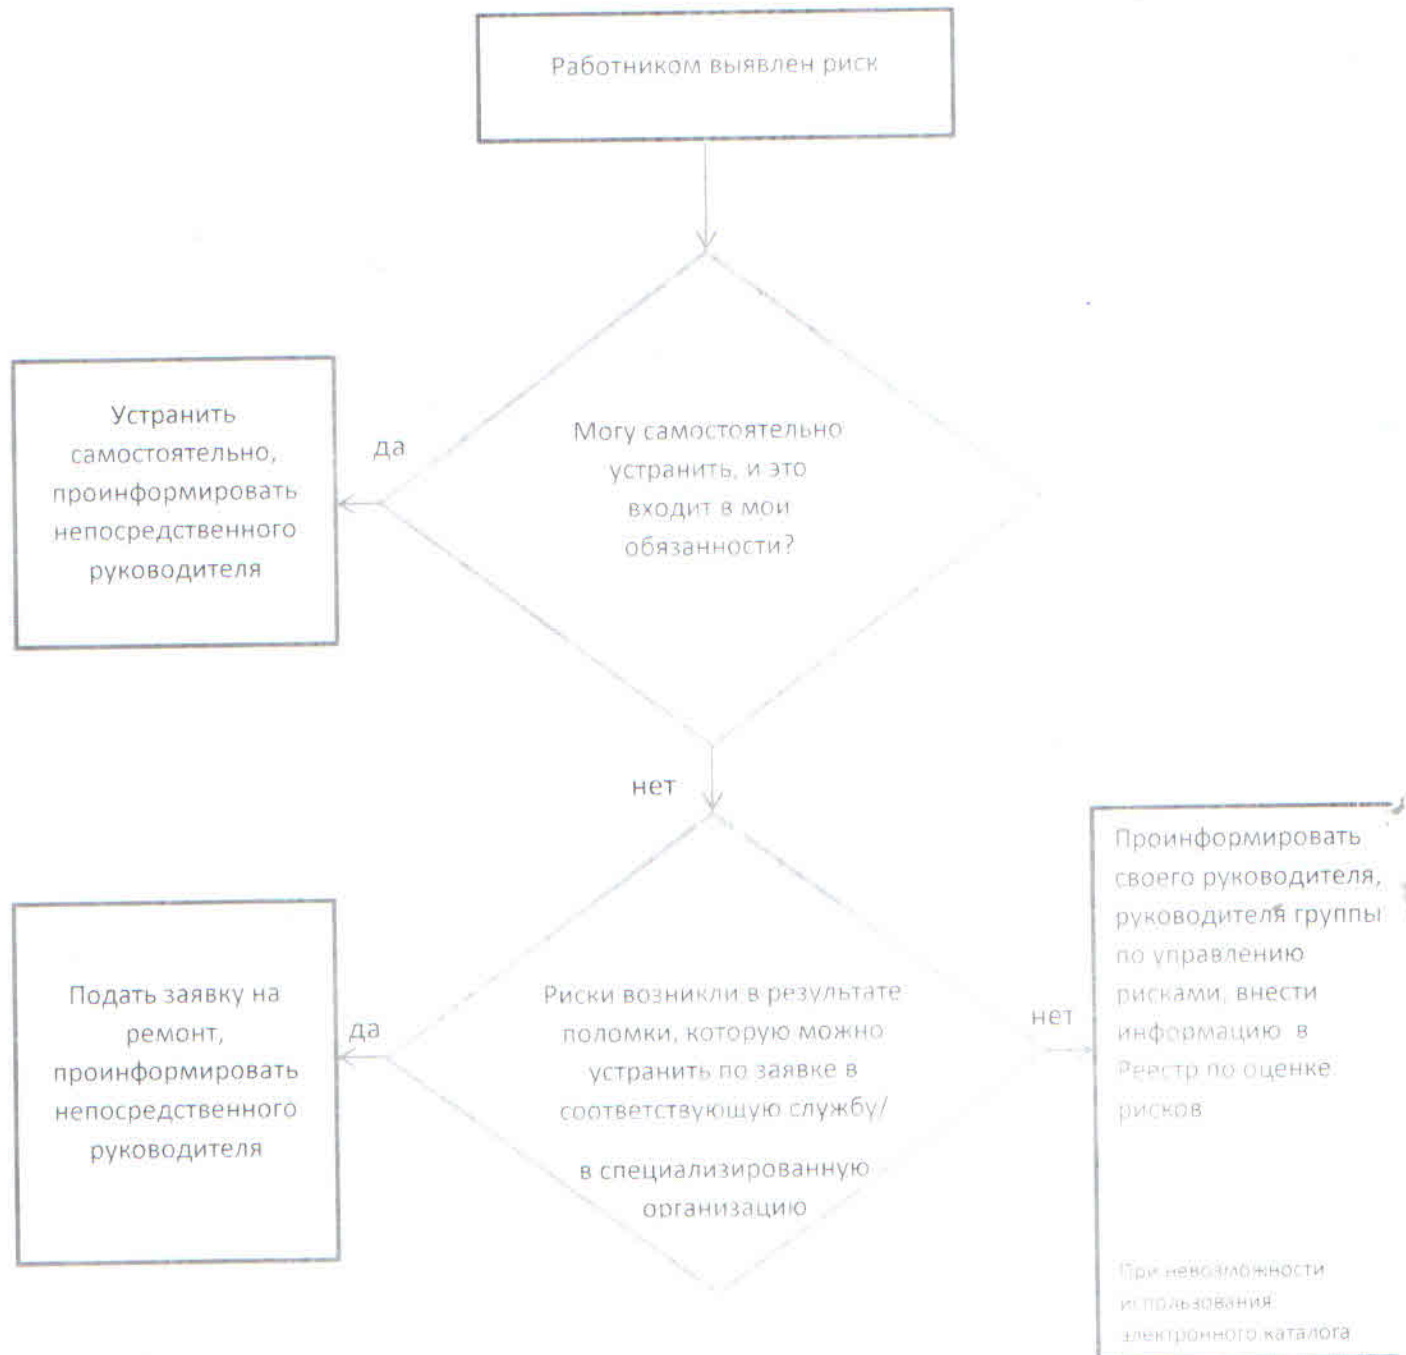 Работником выявлен риск
Устранить
самостоятельно,
проинформировать
непосредственного
руководителя
да
Могу самостоятельно
устранить, и это
входит в мои
обязанности?
нет
Подать заявку на
ремонт,
проинформировать
непосредственного
руководителя
да
Риски возникли в результате
поломки, которую можно
устранить по заявке в
соответствующую службу/
в специализированную
организацию
нет
Проинформировать
своего руководителя,
руководителя группы
по управлению
рисками, внести
информацию в
Реестр по оценке
рисков
При невозможности
использования
электронного каталога